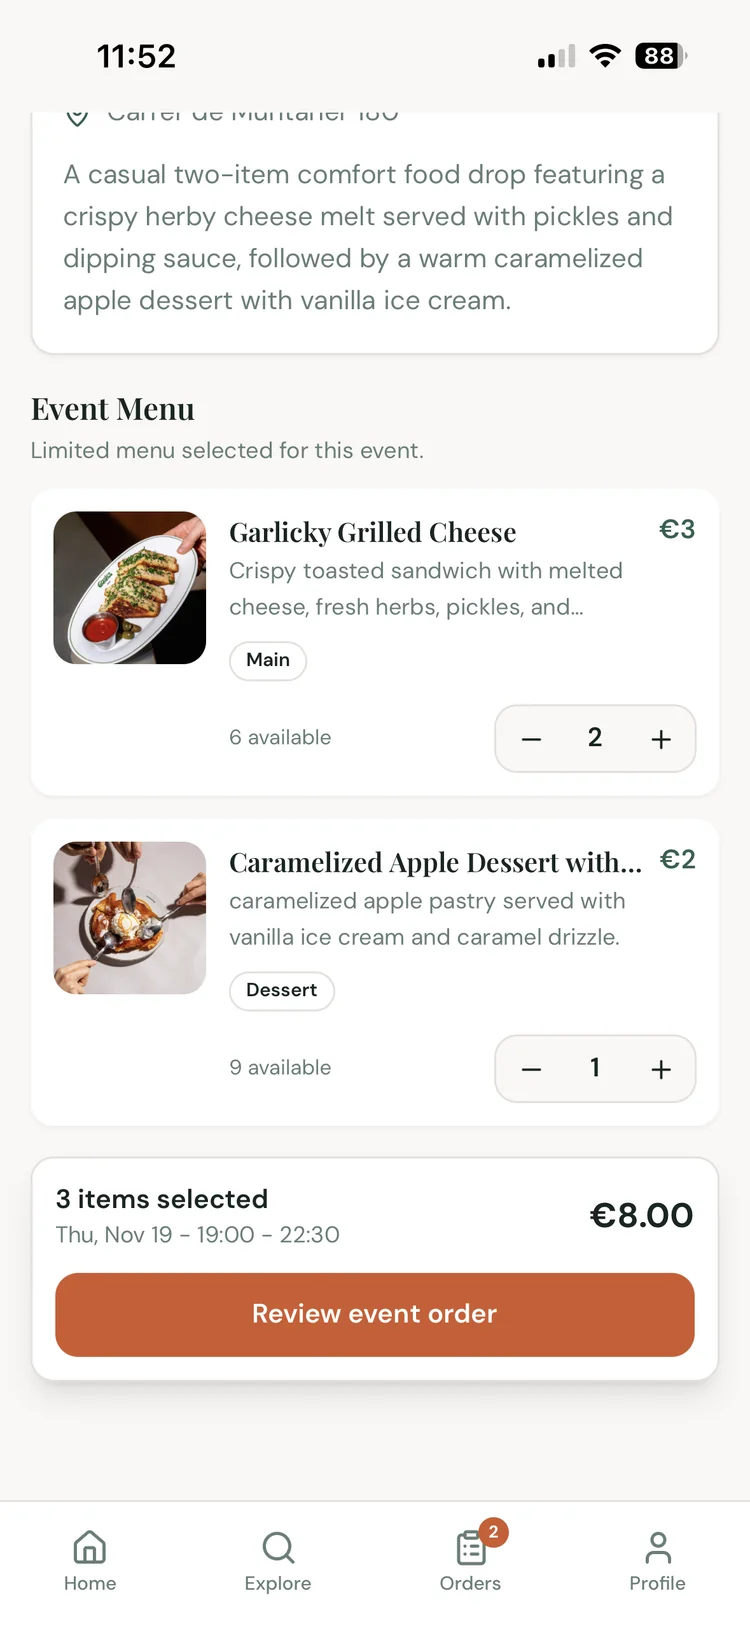 11:52
88
Carrer de Muntaner 180
A casual two-item comfort food drop featuring a
crispy herby cheese melt served with pickles and
dipping sauce, followed by a warm caramelized
apple dessert with vanilla ice cream.
Event Menu
Limited menu selected for this event.
Garlicky Grilled Cheese
€3
Crispy toasted sandwich with melted
cheese, fresh herbs, pickles, and...
Main
6 available
− 2 +
Caramelized Apple Dessert with...
€2
caramelized apple pastry served with
vanilla ice cream and caramel drizzle.
Dessert
9 available
− 1 +
3 items selected
€8.00
Thu, Nov 19 - 19:00 - 22:30
Review event order
2
Home
Explore
Orders
Profile